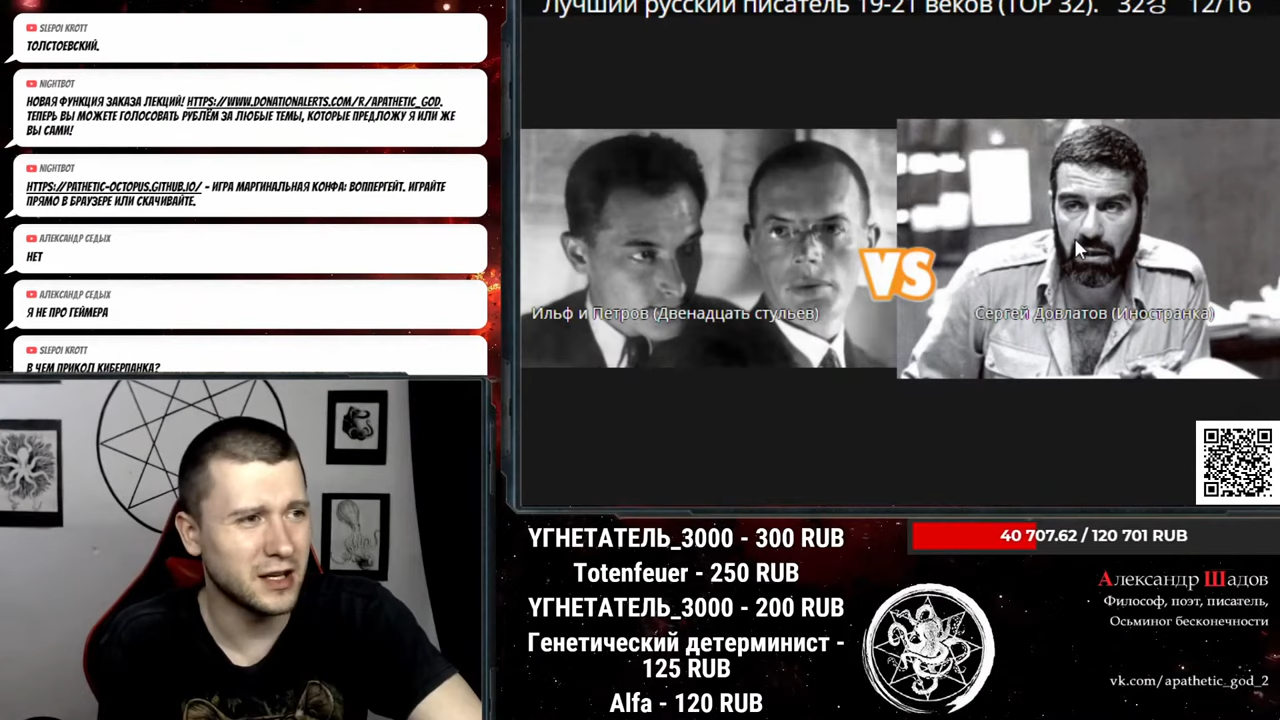 SLEPOI KROTT
ТОЛСТОЕВСКИЙ.
NIGHTBOT
НОВАЯ ФУНКЦИЯ ЗАКАЗА ЛЕКЦИЙ! HTTPS://WWW.DONATIONALERTS.COM/R/APATHETIC_GOD.
ТЕПЕРЬ ВЫ МОЖЕТЕ ГОЛОСОВАТЬ РУБЛЁМ ЗА ЛЮБЫЕ ТЕМЫ, КОТОРЫЕ ПРЕДЛОЖУ Я ИЛИ ЖЕ
ВЫ САМИ!
NIGHTBOT
HTTPS://PATHETIC-OCTOPUS.GITHUB.IO/ - ИГРА МАРГИНАЛЬНАЯ КОНФА: ВОППЕРГЕЙТ. ИГРАЙТЕ
ПРЯМО В БРАУЗЕРЕ ИЛИ СКАЧИВАЙТЕ.
АЛЕКСАНДР СЕДЫХ
НЕТ
АЛЕКСАНДР СЕДЫХ
Я НЕ ПРО ГЕЙМЕРА
SLEPOI KROTT
В ЧЕМ ПРИКОЛ КИБЕРПАНКА?
Лучший русский писатель 19-21 веков (ТОР 32). 32강 12/16
VS
Ильф и Петров (Двенадцать стульев)
Сергей Довлатов (Иностранка)
ҮГНЕТАТЕЛЬ_3000 - 300 RUB
Totenfeuer - 250 RUB
ҮГНЕТАТЕЛЬ_3000 - 200 RUB
Генетический детерминист -
125 RUB
Alfa - 120 RUB
40 707.62 / 120 701 RUB
Александр Шадов
Философ, поэт, писатель,
Осьминог бесконечности
vk.com/apathetic_god_2